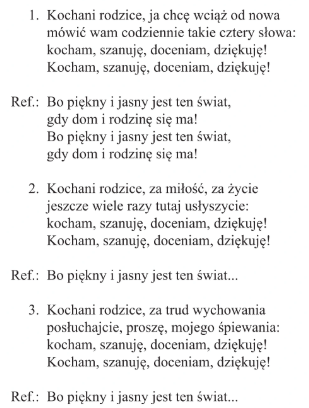 1. Kochani rodzice, ja chcę wciąż od nowa
mówić wam codziennie takie cztery słowa:
kocham, szanuję, doceniam, dziękuję!
Kocham, szanuję, doceniam, dziękuję!
Ref.: Bo piękny i jasny jest ten świat,
gdy dom i rodzinę się ma!
Bo piękny i jasny jest ten świat,
gdy dom i rodzinę się ma!
2. Kochani rodzice, za miłość, za życie
jeszcze wiele razy tutaj usłyszycie:
kocham, szanuję, doceniam, dziękuję!
Kocham, szanuję, doceniam, dziękuję!
Ref.: Bo piękny i jasny jest ten świat...
3. Kochani rodzice, za trud wychowania
posłuchajcie, proszę, mojego śpiewania:
kocham, szanuję, doceniam, dziękuję!
Kocham, szanuję, doceniam, dziękuję!
Ref.: Bo piękny i jasny jest ten świat...